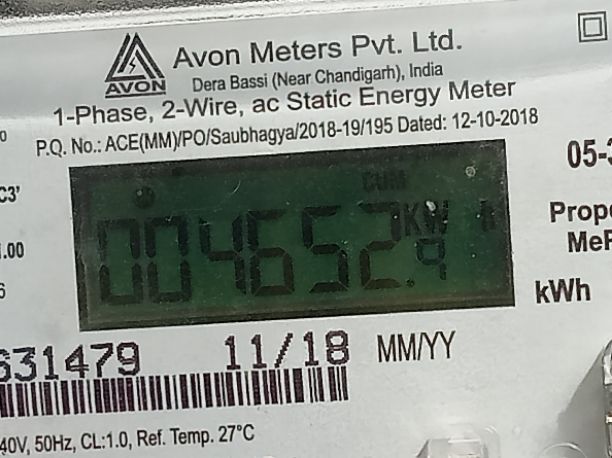 AVON
Avon Meters Pvt. Ltd.
Dera Bassi (Near Chandigarh), India
1-Phase, 2-Wire, ac Static Energy Meter
P.Q. No.: ACE(MM)/PO/Saubhagya/2018-19/195 Dated: 12-10-2018
CUM
004652.9 KW h
kWh
631479 11/18 MM/YY
40V, 50Hz, CL:1.0, Ref. Temp. 27°C